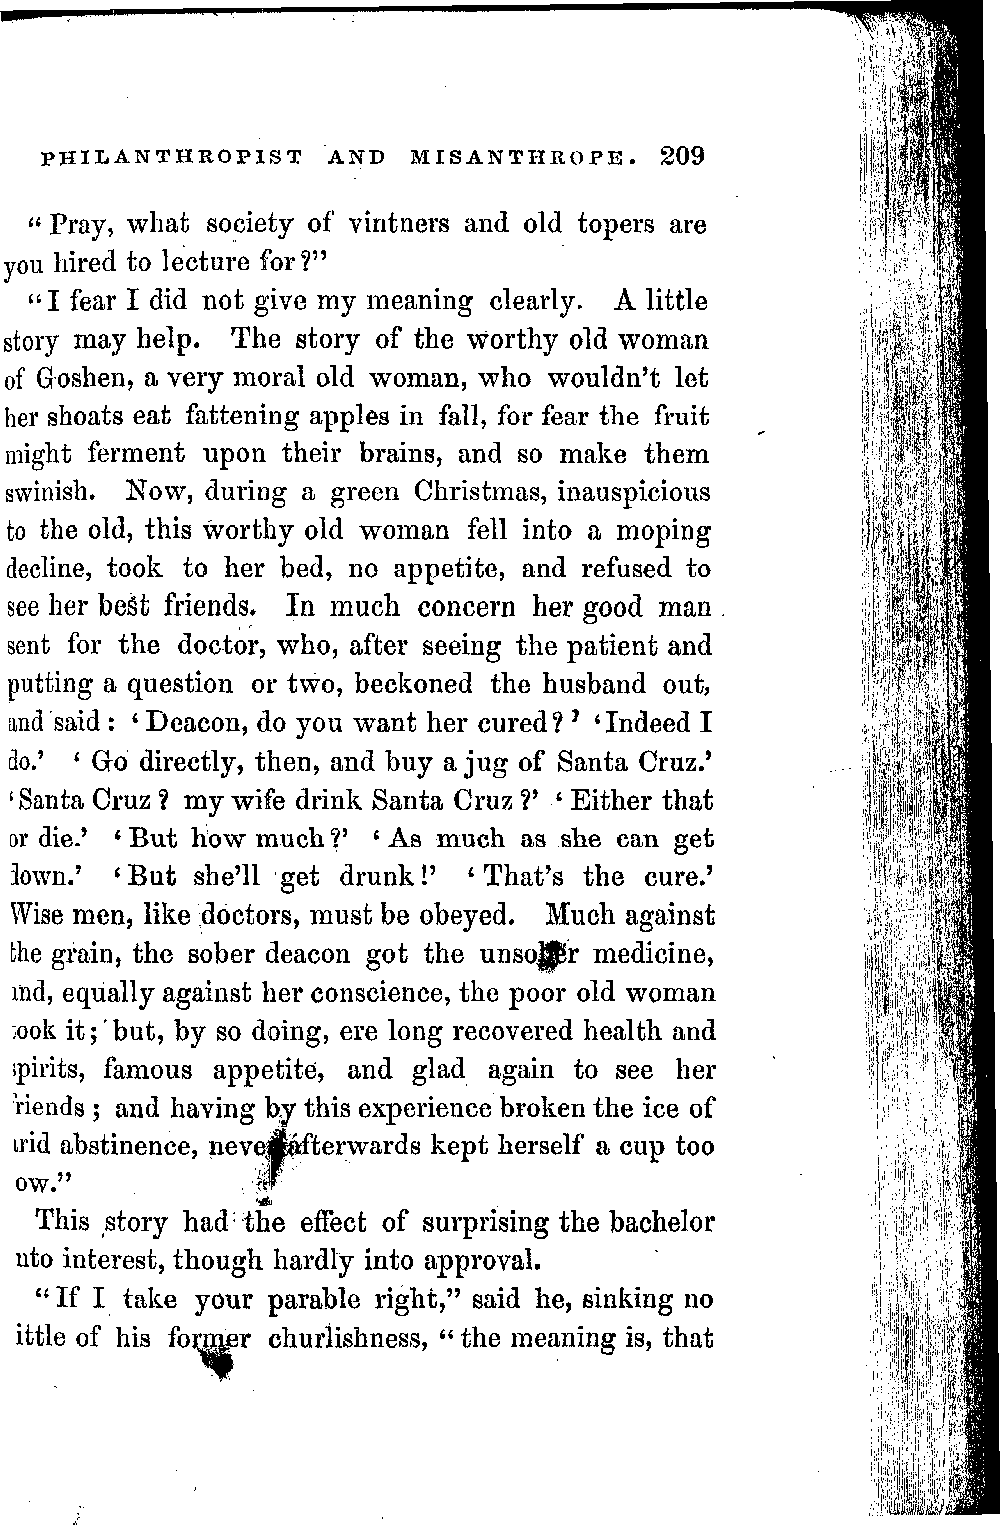 PHILANTHROPIST AND MISANTHROPE. 209
“Pray, what society of vintners and old topers are
you hired to lecture for?”
“I fear I did not give my meaning clearly. A little
story may help. The story of the worthy old woman
of Goshen, a very moral old woman, who wouldn’t let
her shoats eat fattening apples in fall, for fear the fruit
might ferment upon their brains, and so make them
swinish. Now, during a green Christmas, inauspicious
to the old, this worthy old woman fell into a moping
decline, took to her bed, no appetite, and refused to
see her best friends. In much concern her good man
sent for the doctor, who, after seeing the patient and
putting a question or two, beckoned the husband out,
and said: ‘Deacon, do you want her cured?’ ‘Indeed I
do.’ ‘Go directly, then, and buy a jug of Santa Cruz.’
‘Santa Cruz? my wife drink Santa Cruz?’ ‘Either that
or die.’ ‘But how much?’ ‘As much as she can get
down.’ ‘But she’ll get drunk!’ ‘That’s the cure.’
Wise men, like doctors, must be obeyed. Much against
the grain, the sober deacon got the unsober medicine,
and, equally against her conscience, the poor old woman
took it; but, by so doing, ere long recovered health and
spirits, famous appetite, and glad again to see her
friends; and having by this experience broken the ice of
arid abstinence, never afterwards kept herself a cup too
low.”
This story had the effect of surprising the bachelor
into interest, though hardly into approval.
“If I take your parable right,” said he, sinking no
little of his former churlishness, “the meaning is, that